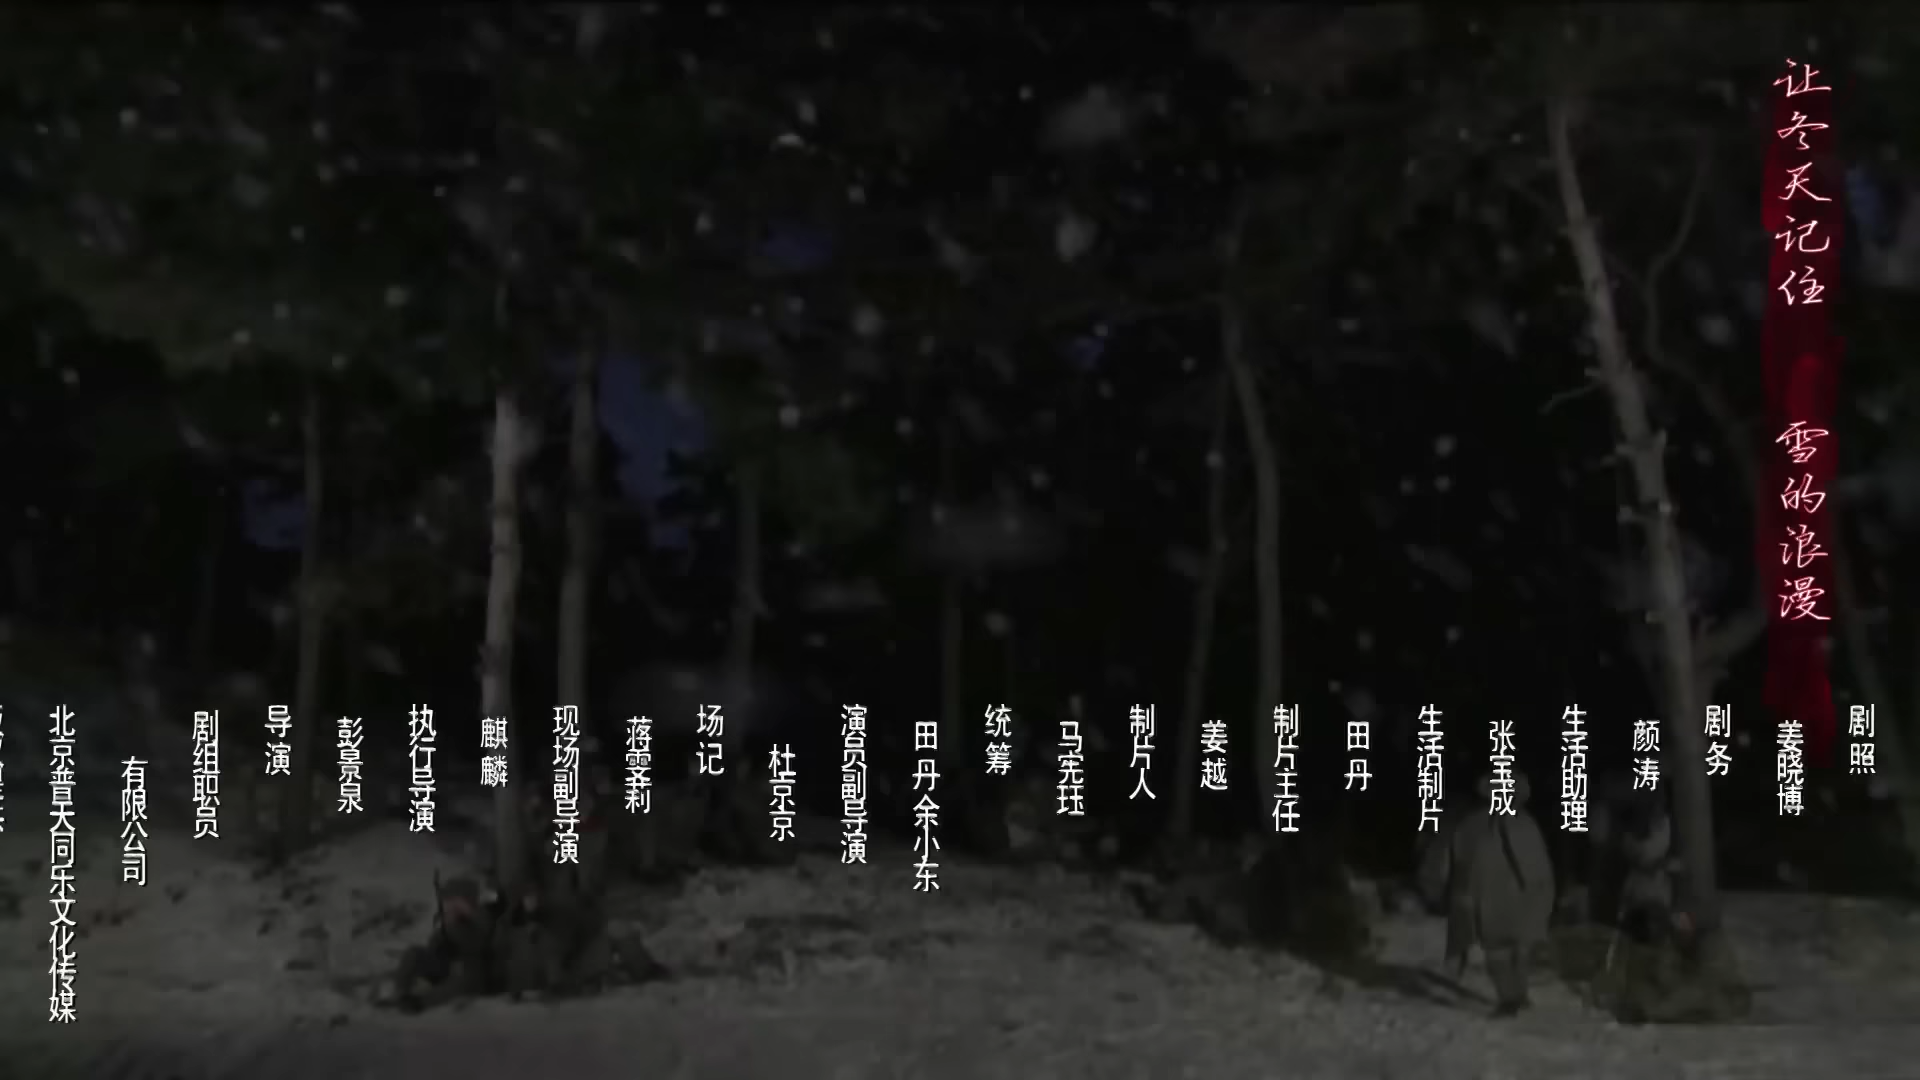 让冬天记住 雪的浪漫
北京普天同乐文化传媒
有限公司
剧组职员
导演
彭景泉
执行导演
麒麟
现场副导演
蒋雯利
场记
杜京京
演员副导演
田丹 余小东
统筹
马宪珏
制片人
姜越
制片主任
田丹
生活制片
张宝成
生活助理
颜涛
剧务
姜晓博
剧照